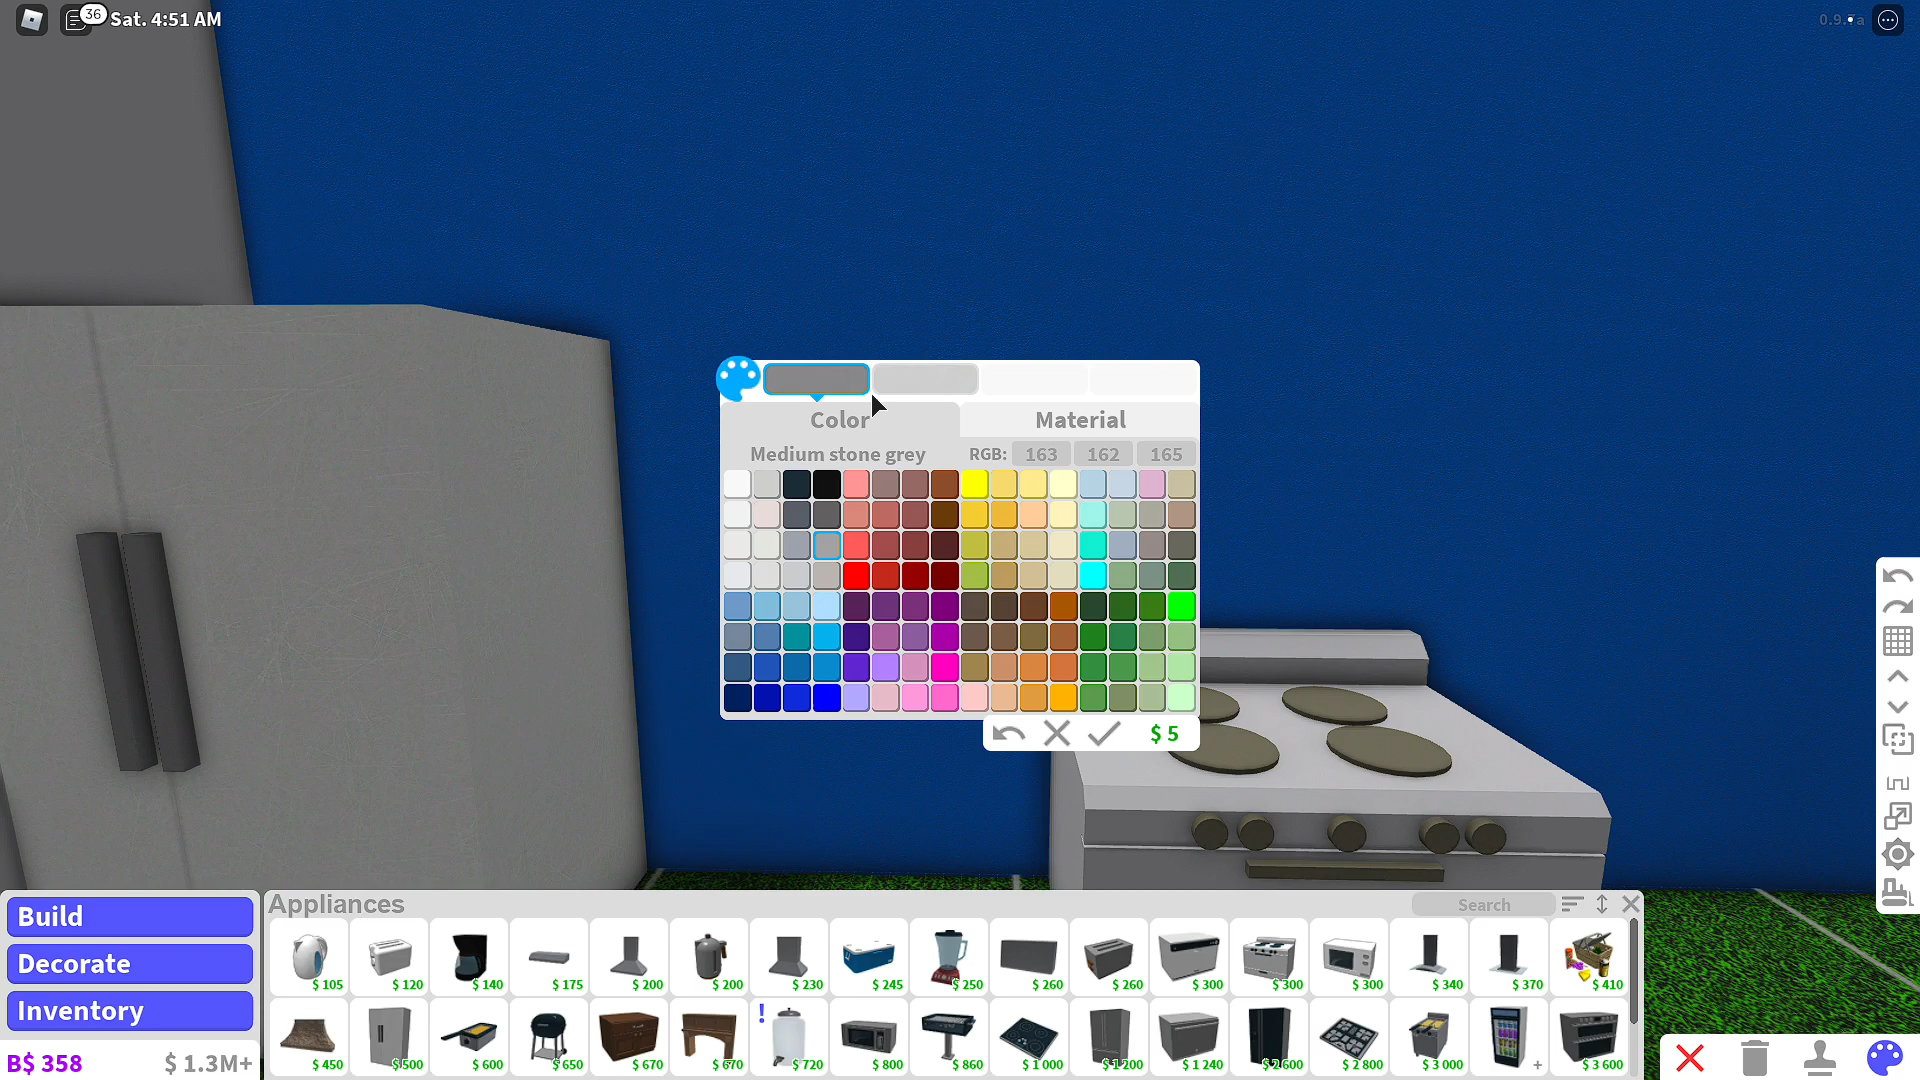 36
Sat. 4:51 AM
Color
Material
Medium stone grey
RGB: 163 162 165
$ 5
Build
Decorate
Inventory
B$ 358
$ 1.3M+
Appliances
Search
$ 105
$ 120
$ 140
$ 175
$ 200
$ 200
$ 230
$ 245
$ 250
$ 260
$ 260
$ 300
$ 300
$ 300
$ 340
$ 370
$ 410
$ 450
$ 500
$ 600
$ 650
$ 670
$ 670
!
$ 720
$ 800
$ 860
$ 1 000
$ 1 200
$ 1 240
$ 2 600
$ 2 800
$ 3 000
+
$ 3 600